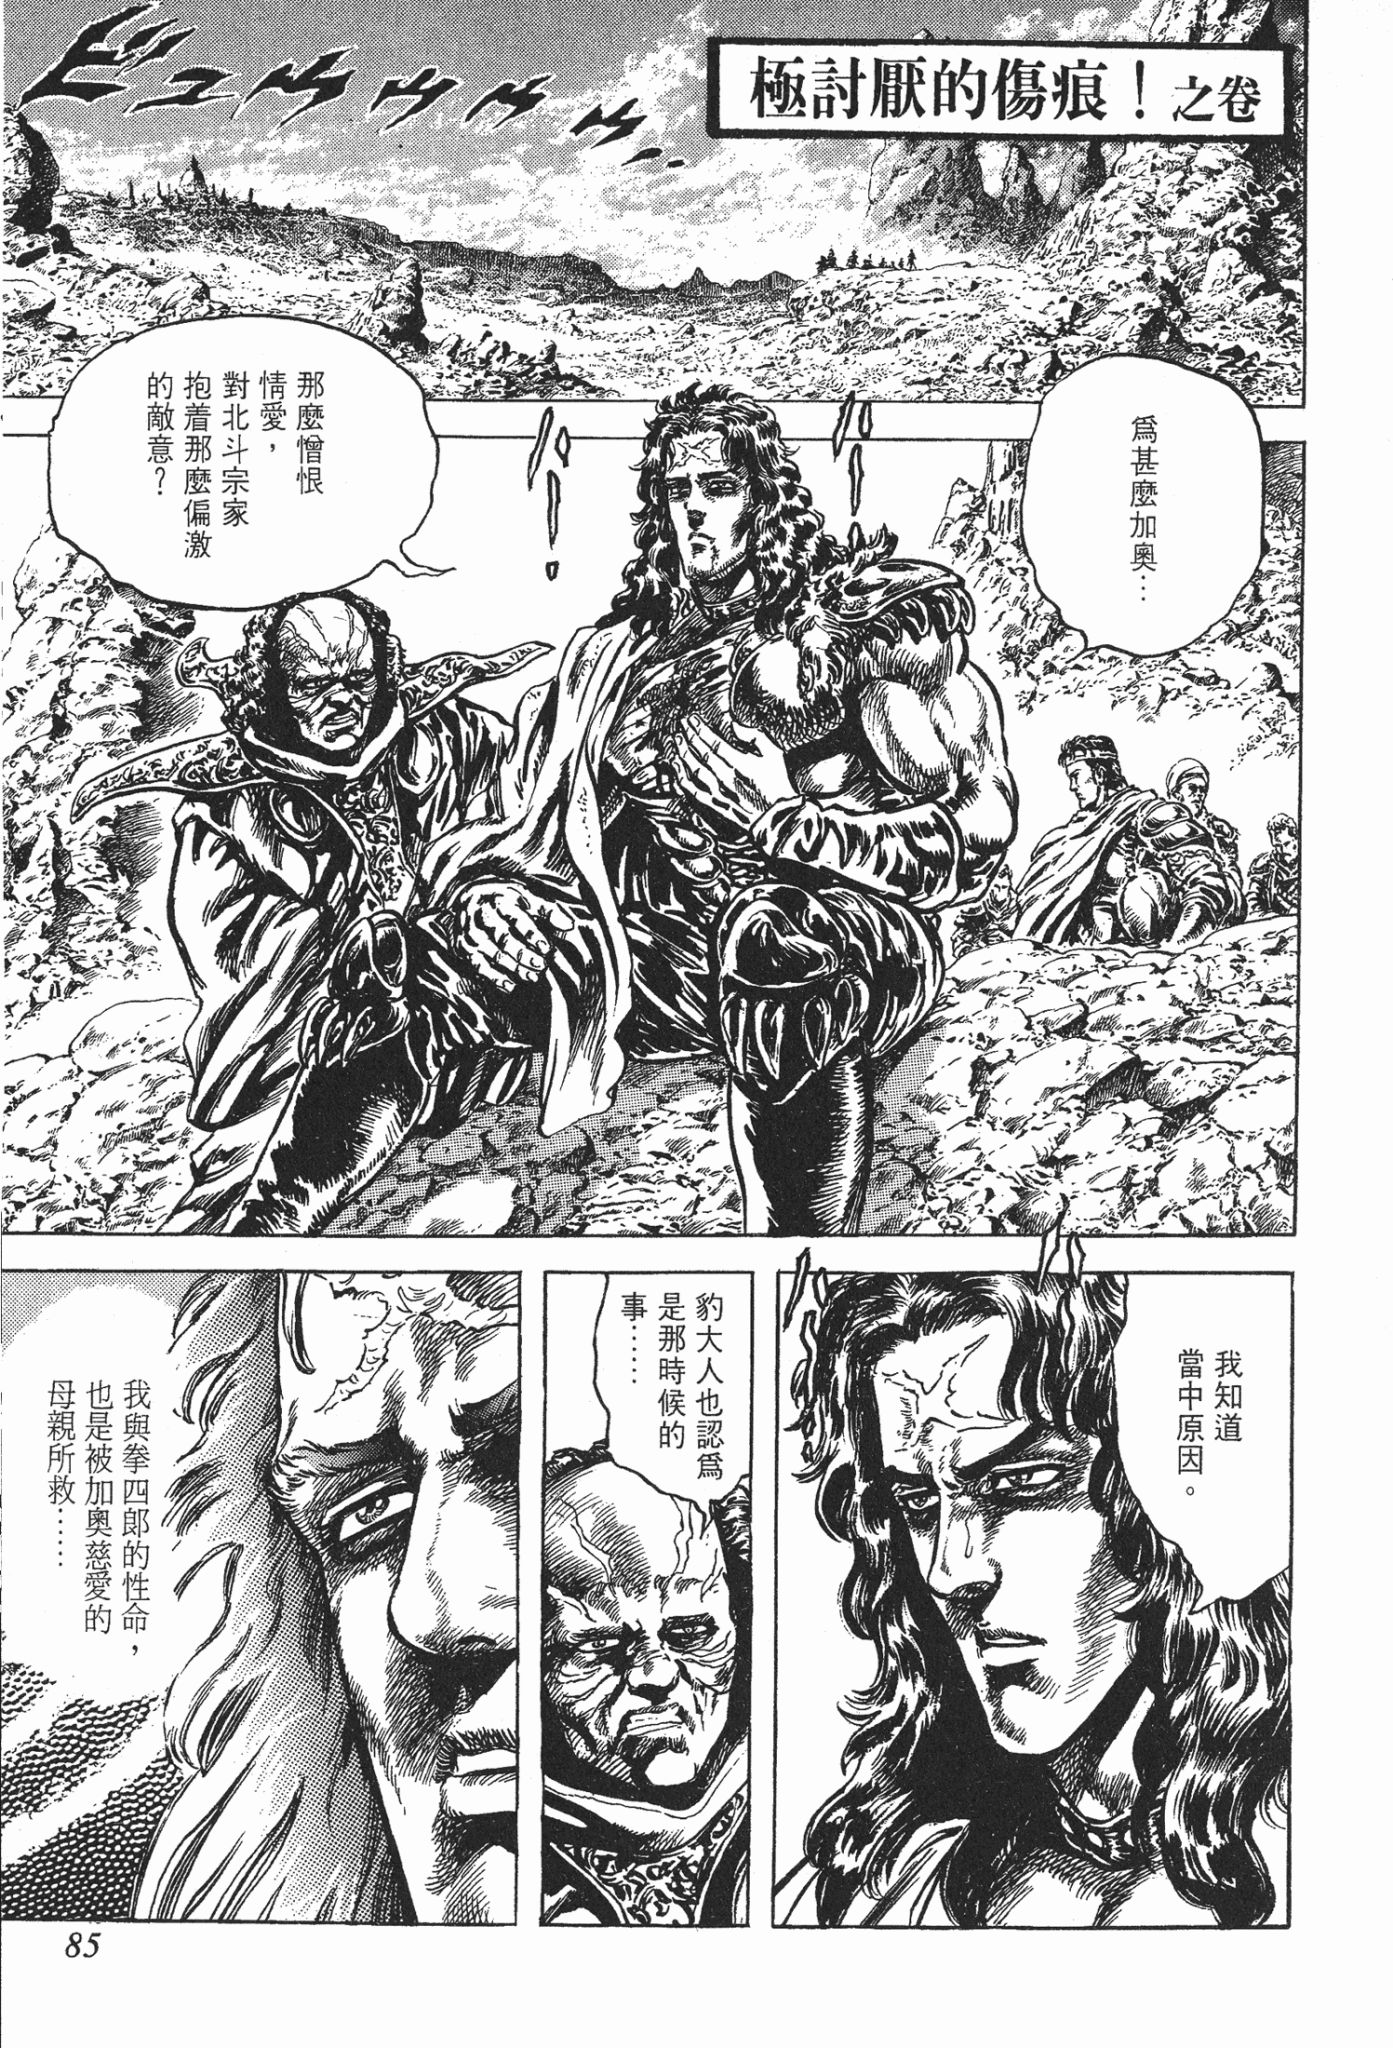 極討厭的傷痕！之卷
ビュウウウウウ…
為甚麼加奧…
那麼憎恨
情愛，
對北斗宗家
抱着那麼偏激
的敵意？
我知道
當中原因。
豹大人也認為
是那時候的
事……
我與拳四郎的性命，
也是被加奧慈愛的
母親所救……
85